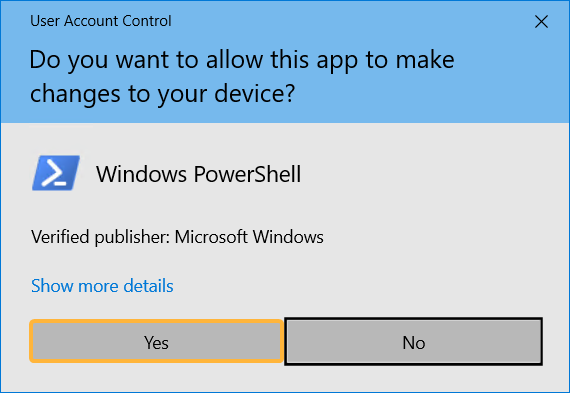 User Account Control
Do you want to allow this app to make
changes to your device?
Windows PowerShell
Verified publisher: Microsoft Windows
Show more details
Yes
No